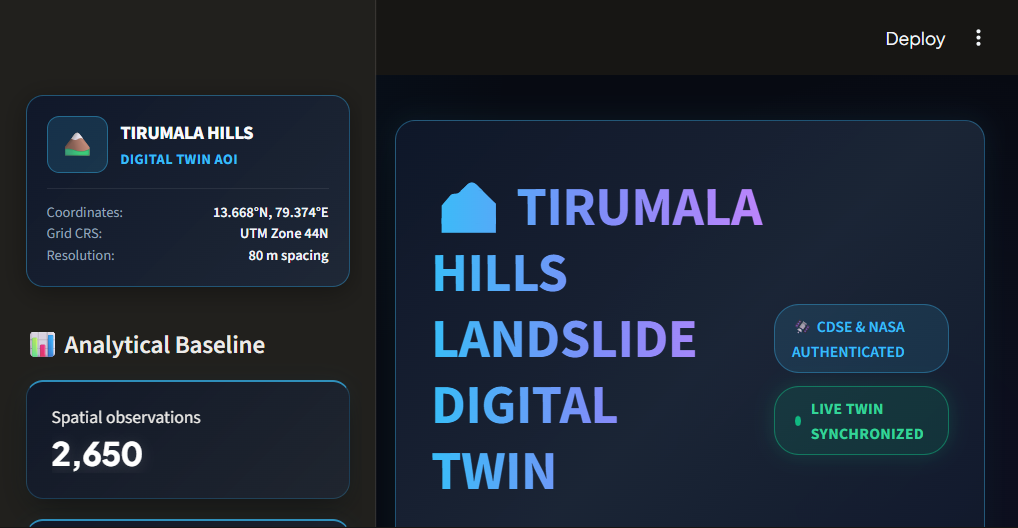 Deploy
TIRUMALA HILLS
DIGITAL TWIN AOI
Coordinates: 13.668°N, 79.374°E
Grid CRS: UTM Zone 44N
Resolution: 80 m spacing
Analytical Baseline
Spatial observations
2,650
TIRUMALA
HILLS
LANDSLIDE
DIGITAL
TWIN
CDSE & NASA
AUTHENTICATED
LIVE TWIN
SYNCHRONIZED